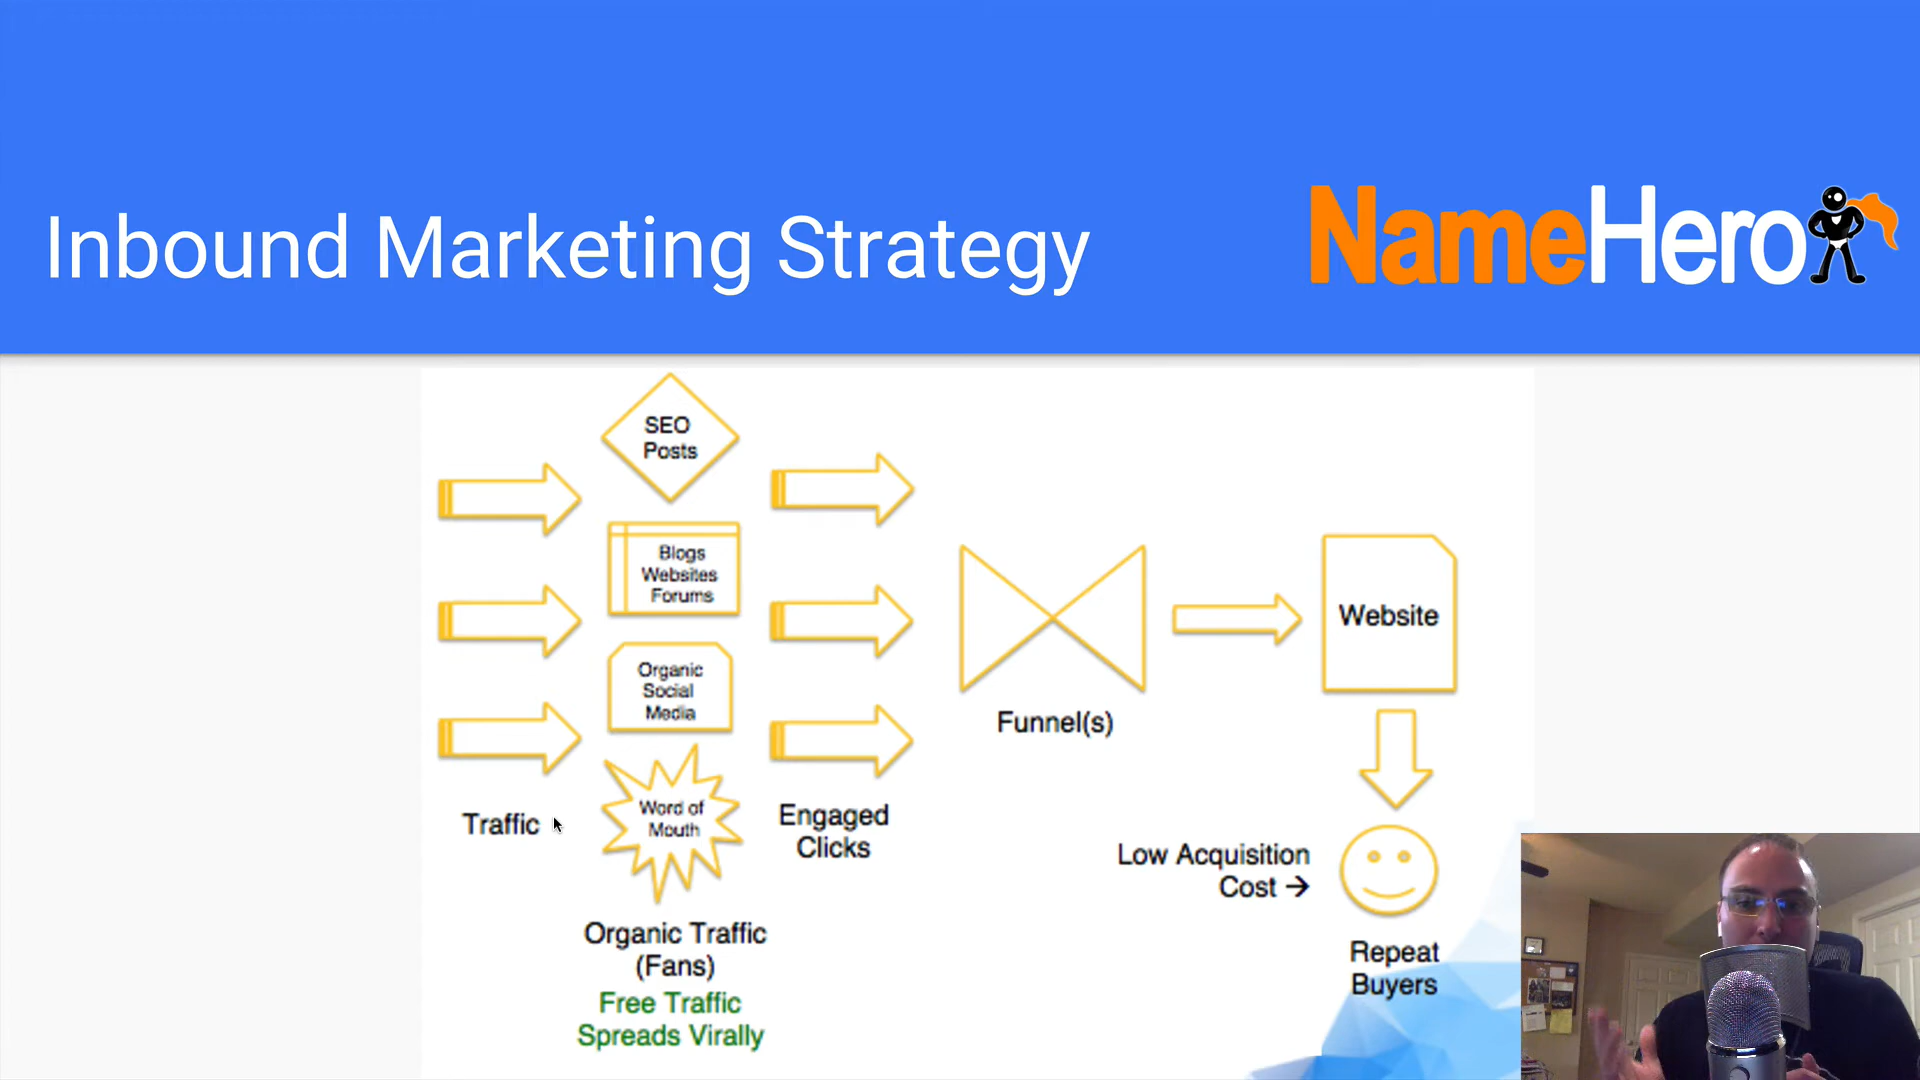 Inbound Marketing Strategy
NameHero
SEO
Posts
Blogs
Websites
Forums
Organic
Social
Media
Word of
Mouth
Traffic
Organic Traffic
(Fans)
Free Traffic
Spreads Virally
Engaged
Clicks
Funnel(s)
Website
Low Acquisition
Cost →
Repeat
Buyers